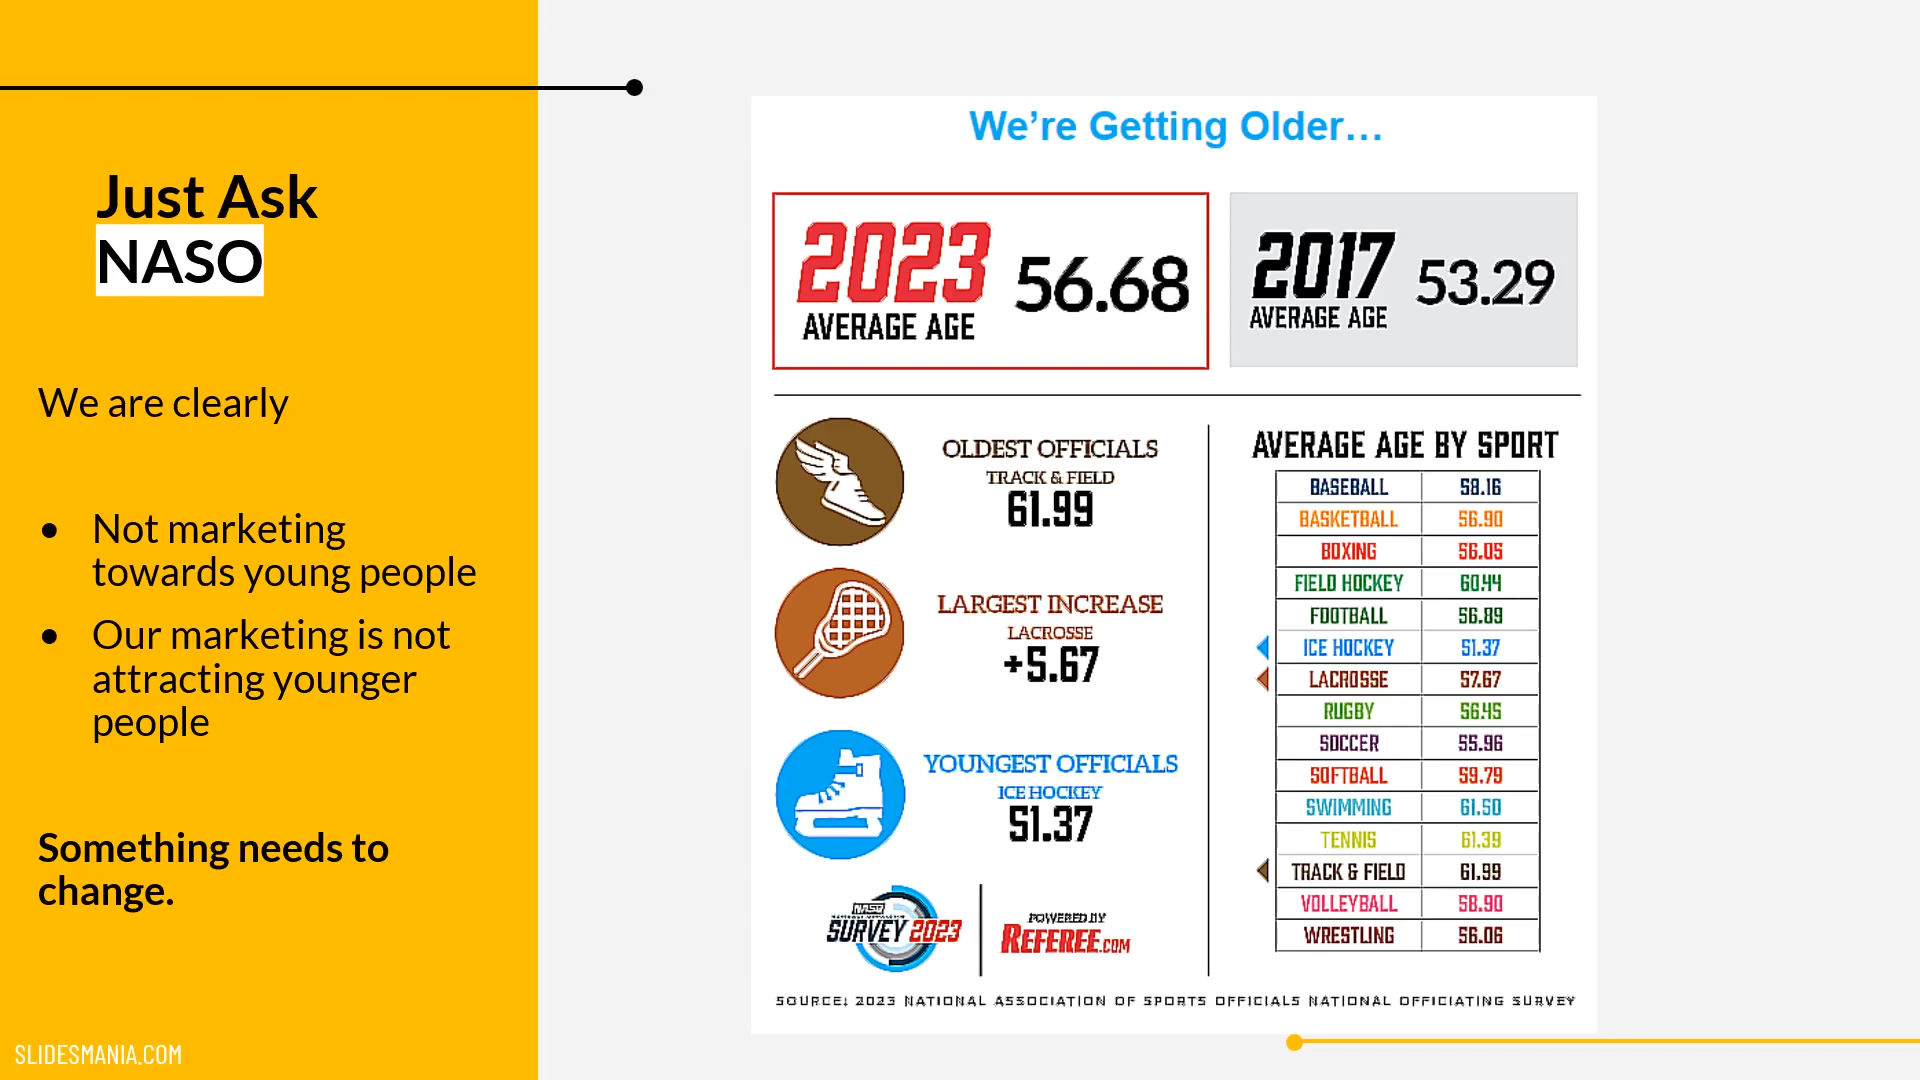 Just Ask
NASO
We are clearly
● Not marketing
towards young people
● Our marketing is not
attracting younger
people
Something needs to
change.
SLIDESMANIA.COM
We're Getting Older…
2023
AVERAGE AGE
56.68
2017
AVERAGE AGE
53.29
OLDEST OFFICIALS
TRACK & FIELD
61.99
LARGEST INCREASE
LACROSSE
+5.67
YOUNGEST OFFICIALS
ICE HOCKEY
51.37
NASO
SURVEY 2023
POWERED BY
REFEREE.COM
AVERAGE AGE BY SPORT
BASEBALL 58.16
BASKETBALL 56.90
BOXING 56.05
FIELD HOCKEY 60.44
FOOTBALL 56.89
ICE HOCKEY 51.37
LACROSSE 57.67
RUGBY 56.45
SOCCER 55.96
SOFTBALL 59.79
SWIMMING 61.50
TENNIS 61.39
TRACK & FIELD 61.99
VOLLEYBALL 58.90
WRESTLING 56.06
SOURCE: 2023 NATIONAL ASSOCIATION OF SPORTS OFFICIALS NATIONAL OFFICIATING SURVEY